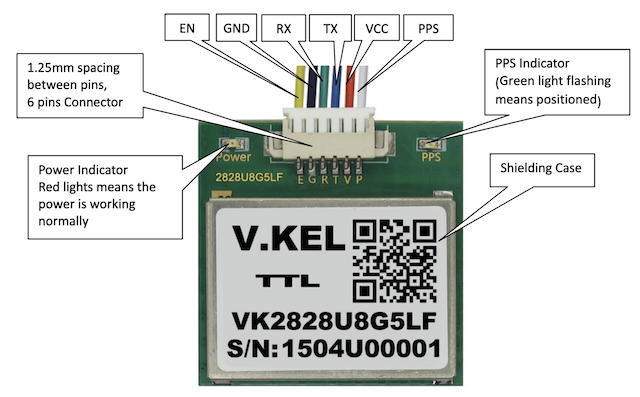 EN
GND
RX
TX
VCC
PPS
1.25mm spacing
between pins,
6 pins Connector
PPS Indicator
(Green light flashing
means positioned)
Power Indicator
Red lights means the
power is working
normally
Shielding Case
Power
PPS
2828U8G5LF
E G R T V P
V.KEL
TTL
VK2828U8G5LF
S/N:1504U00001